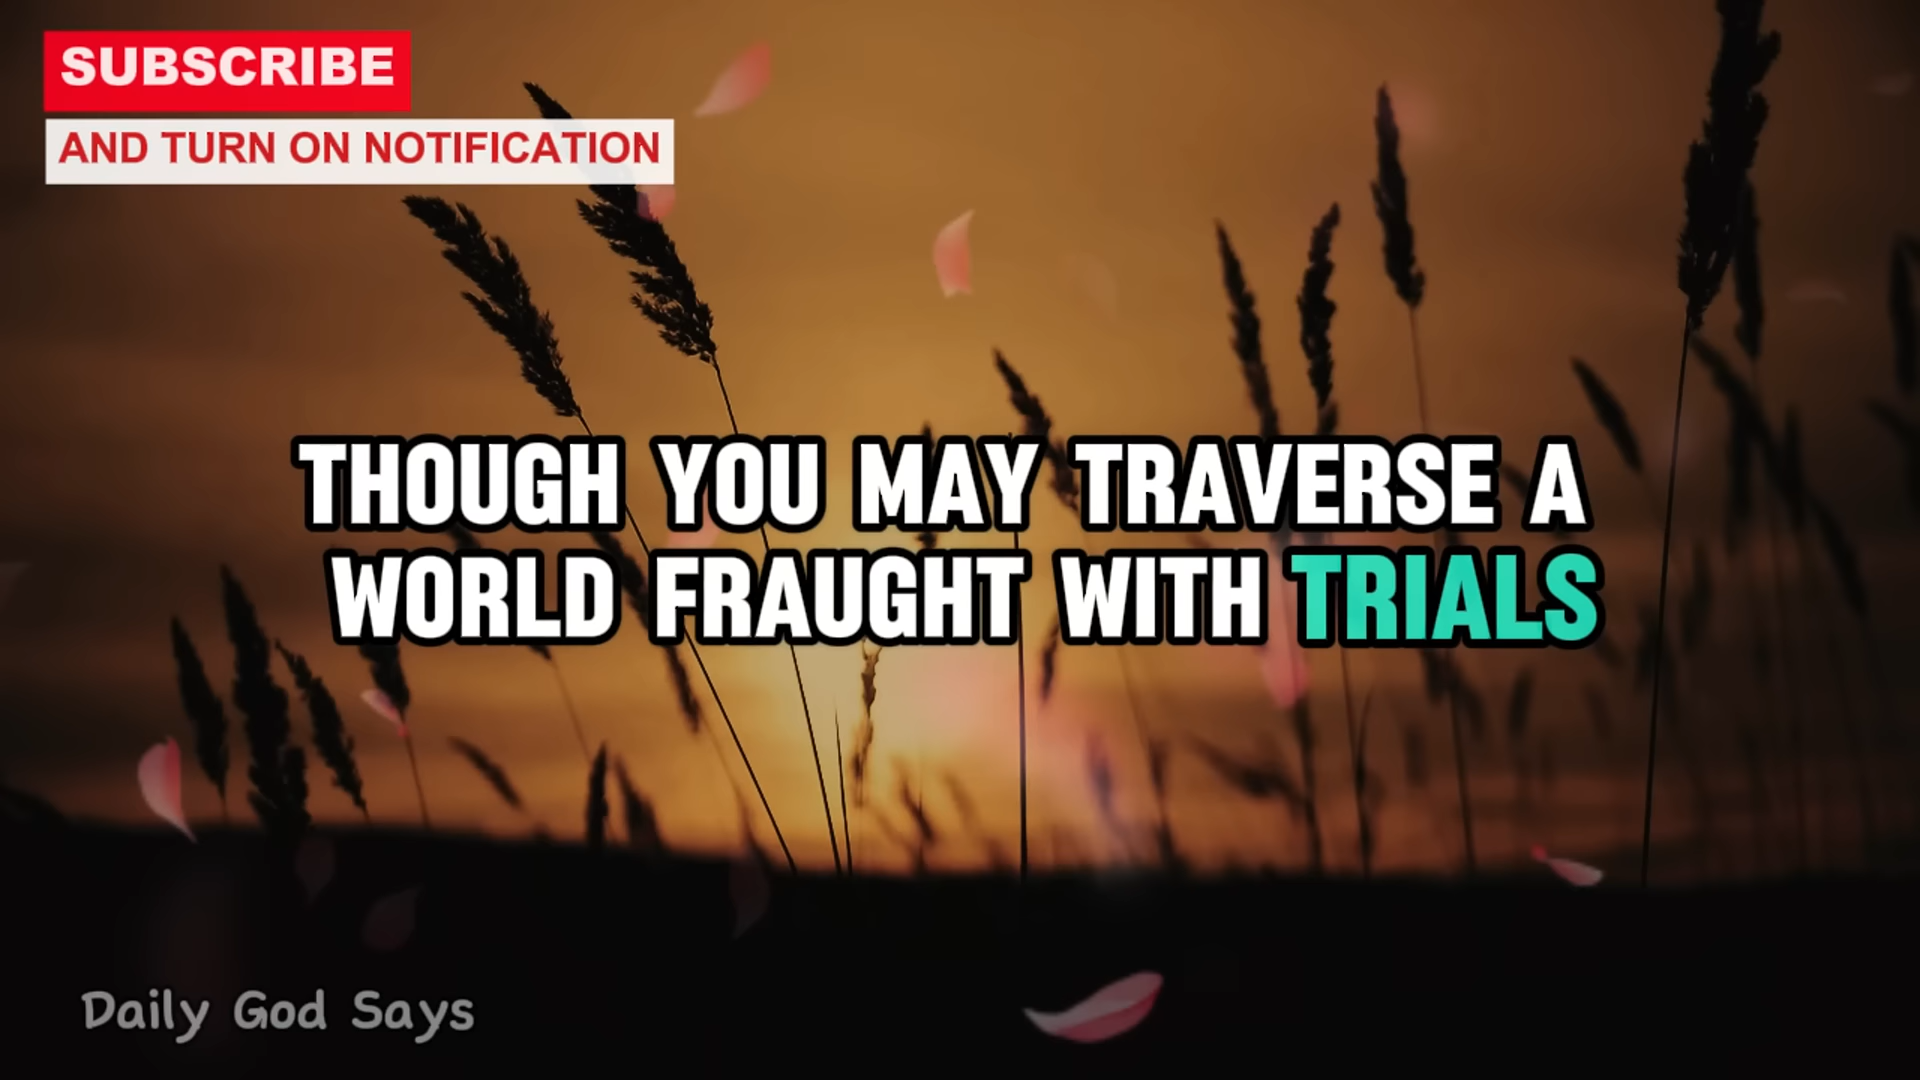 SUBSCRIBE
AND TURN ON NOTIFICATION
THOUGH YOU MAY TRAVERSE A
WORLD FRAUGHT WITH TRIALS
Daily God Says